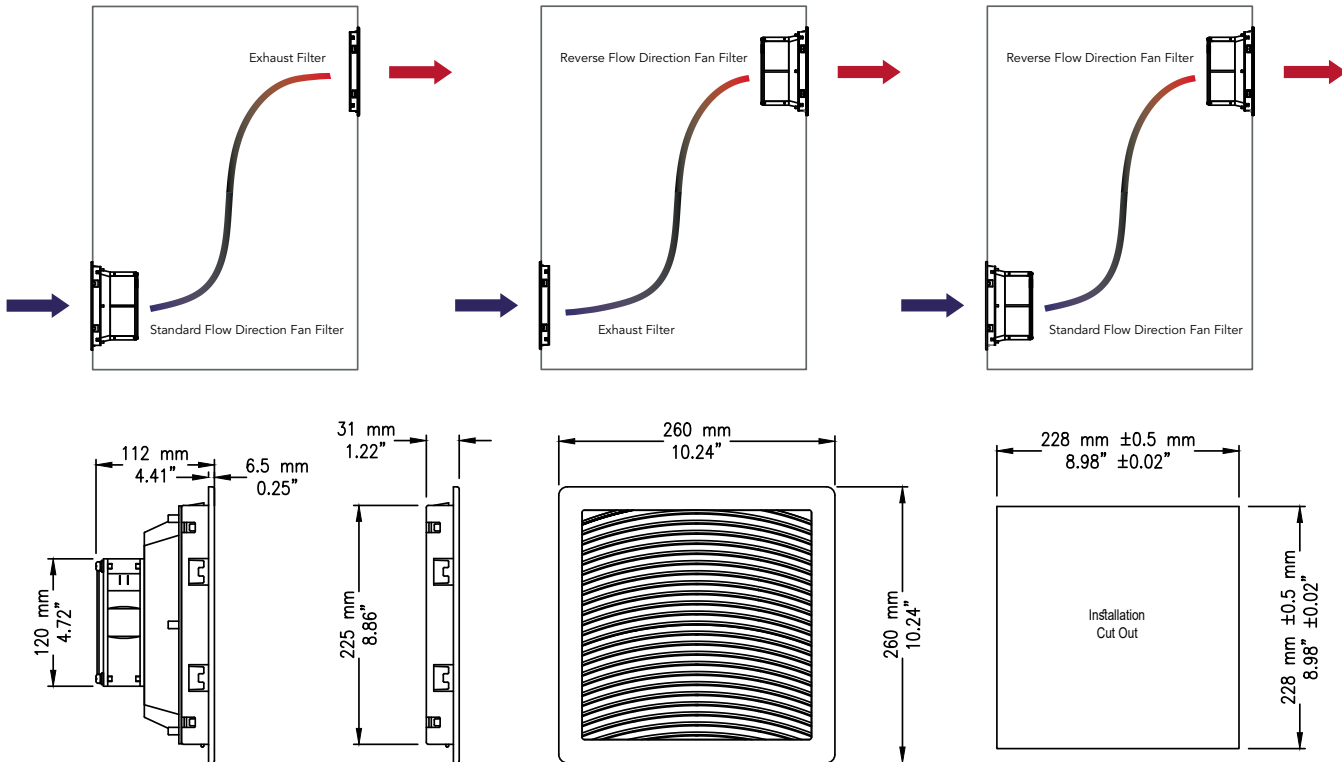 Exhaust Filter
Standard Flow Direction Fan Filter
Reverse Flow Direction Fan Filter
Exhaust Filter
Reverse Flow Direction Fan Filter
Standard Flow Direction Fan Filter
112 mm
4.41”
6.5 mm
0.25”
120 mm
4.72”
31 mm
1.22”
225 mm
8.86”
260 mm
10.24”
260 mm
10.24”
228 mm ±0.5 mm
8.98” ±0.02”
Installation
Cut Out
228 mm ±0.5 mm
8.98” ±0.02”